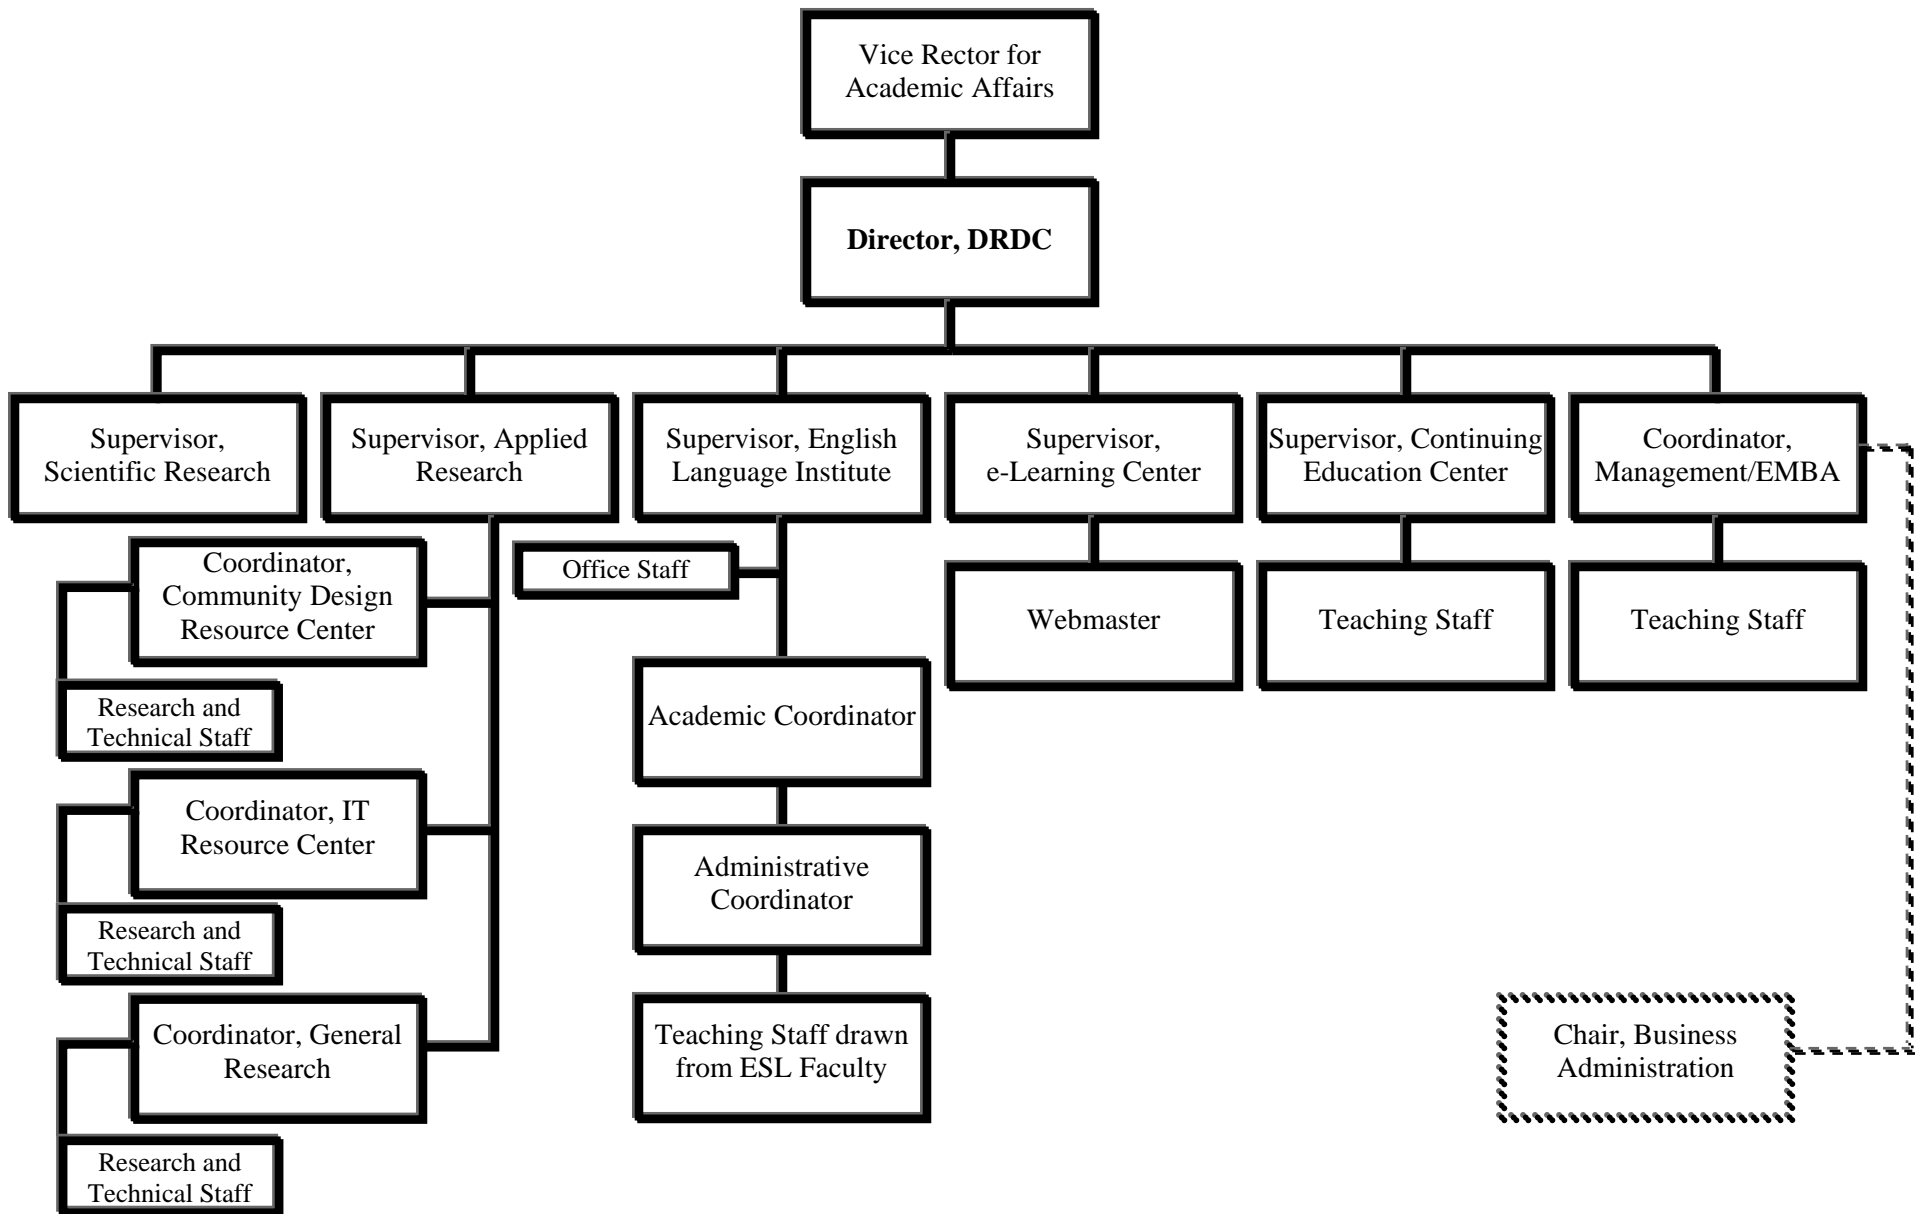 Vice Rector for
Academic Affairs
Director, DRDC
Supervisor,
Scientific Research
Supervisor, Applied
Research
Supervisor, English
Language Institute
Supervisor,
e-Learning Center
Supervisor, Continuing
Education Center
Coordinator,
Management/EMBA
Coordinator,
Community Design
Resource Center
Research and
Technical Staff
Coordinator, IT
Resource Center
Research and
Technical Staff
Coordinator, General
Research
Research and
Technical Staff
Office Staff
Academic Coordinator
Administrative
Coordinator
Teaching Staff drawn
from ESL Faculty
Webmaster
Teaching Staff
Teaching Staff
Chair, Business
Administration